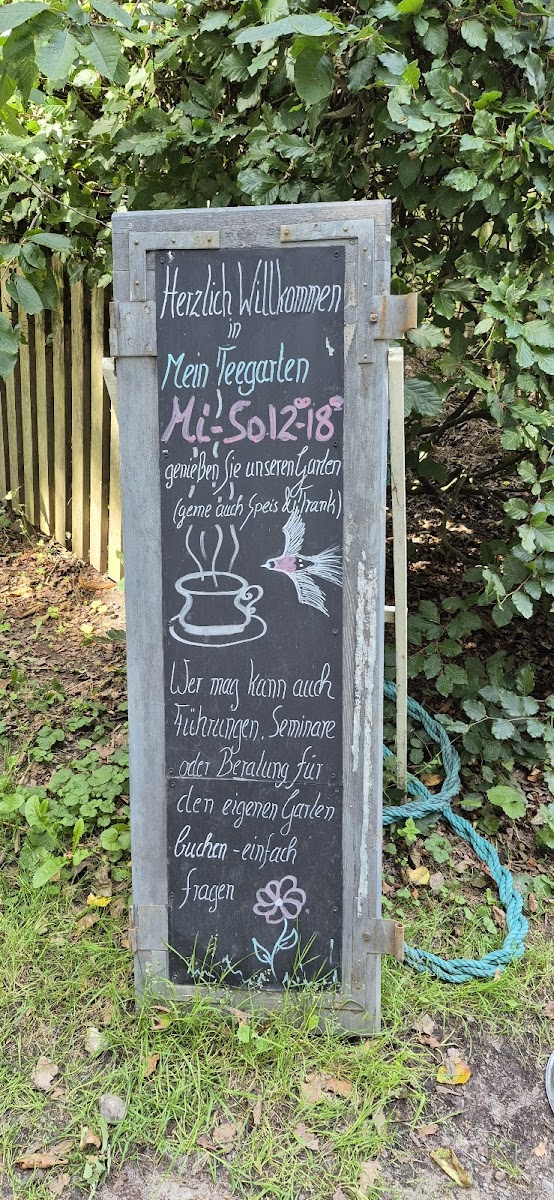 Herzlich Willkommen
in
Mein Teegarten
Mi-So 12°°-18°°
genießen Sie unseren Garten
(gerne auch Speis & Trank)
Wer mag kann auch
Führungen, Seminare
oder Beratung für
den eigenen Garten
buchen - einfach
fragen